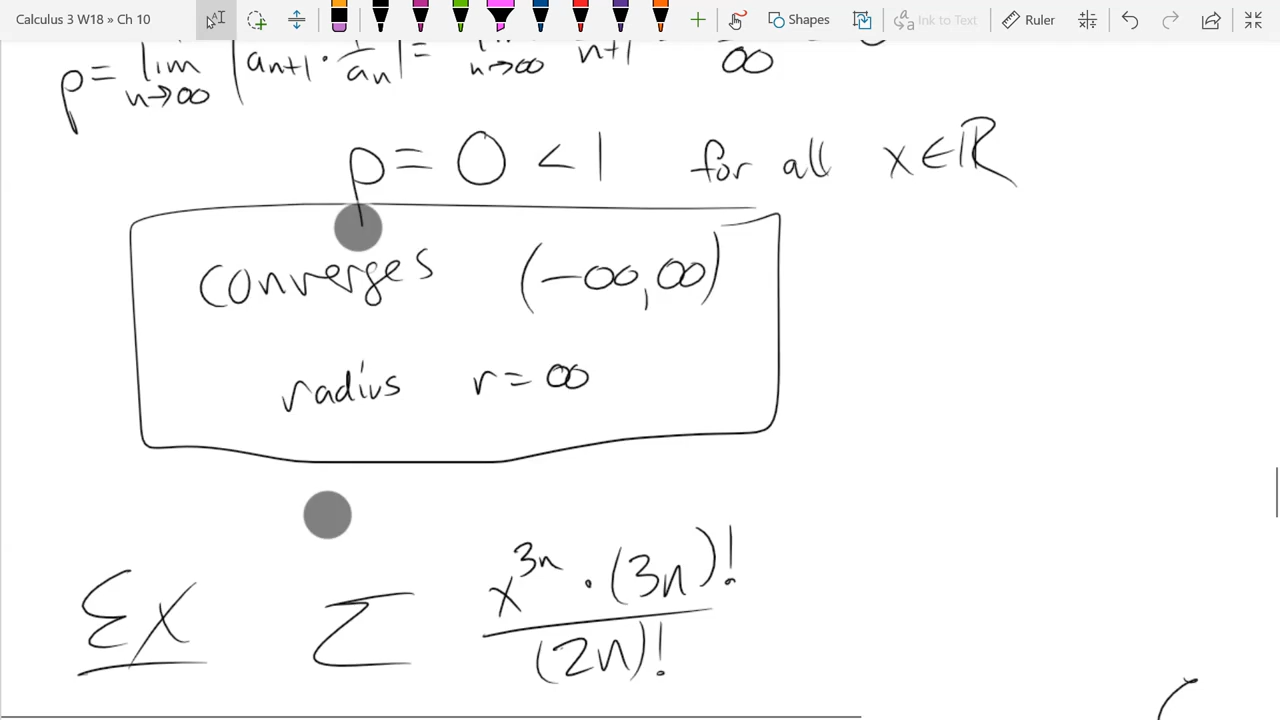 Calculus 3 W18 » Ch 10
Shapes
Ink to Text
Ruler
ρ = lim n→∞ |aₙ₊₁ · 1/aₙ| = lim n→∞ n+1 = ∞
ρ = 0 < 1 for all x ∈ ℝ
converges (-∞, ∞)
radius r = ∞
Ex Σ x^{3n} · (3n)! / (2n)!